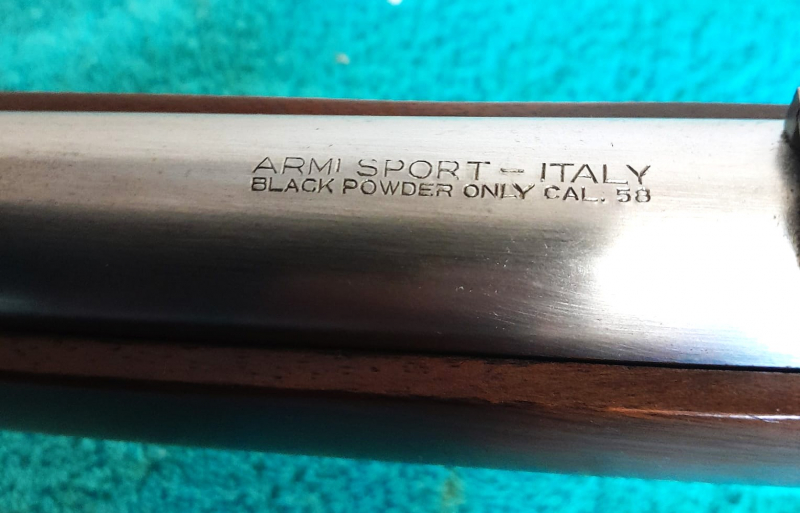 ARMI SPORT - ITALY
BLACK POWDER ONLY CAL. 58